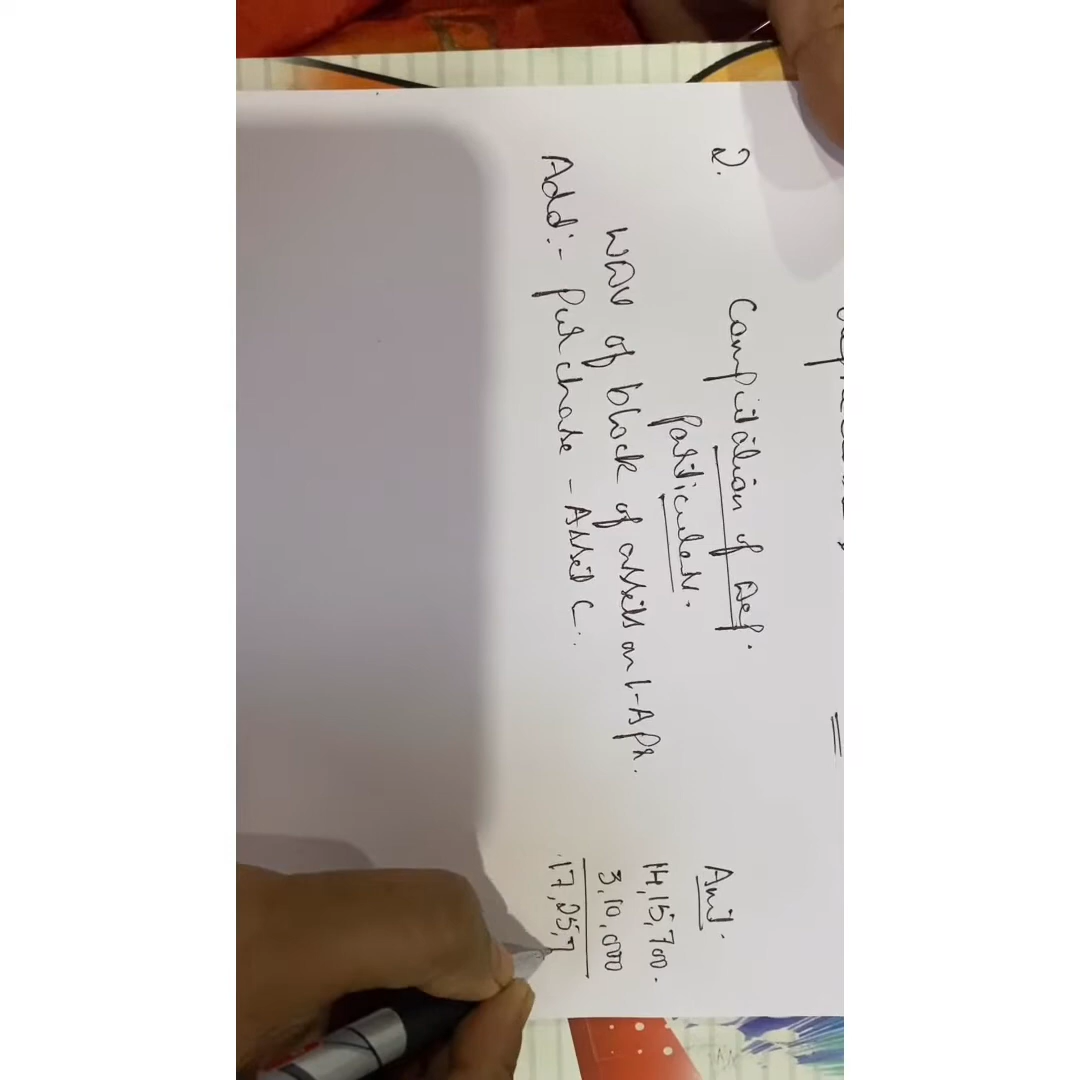 2.
Computation of Dep.
Particulars. Amt.
WDV of block of assets on 1-Apr. 14,15,700.
Add:- Purchase - Asset C. 3,10,000
17,25,7